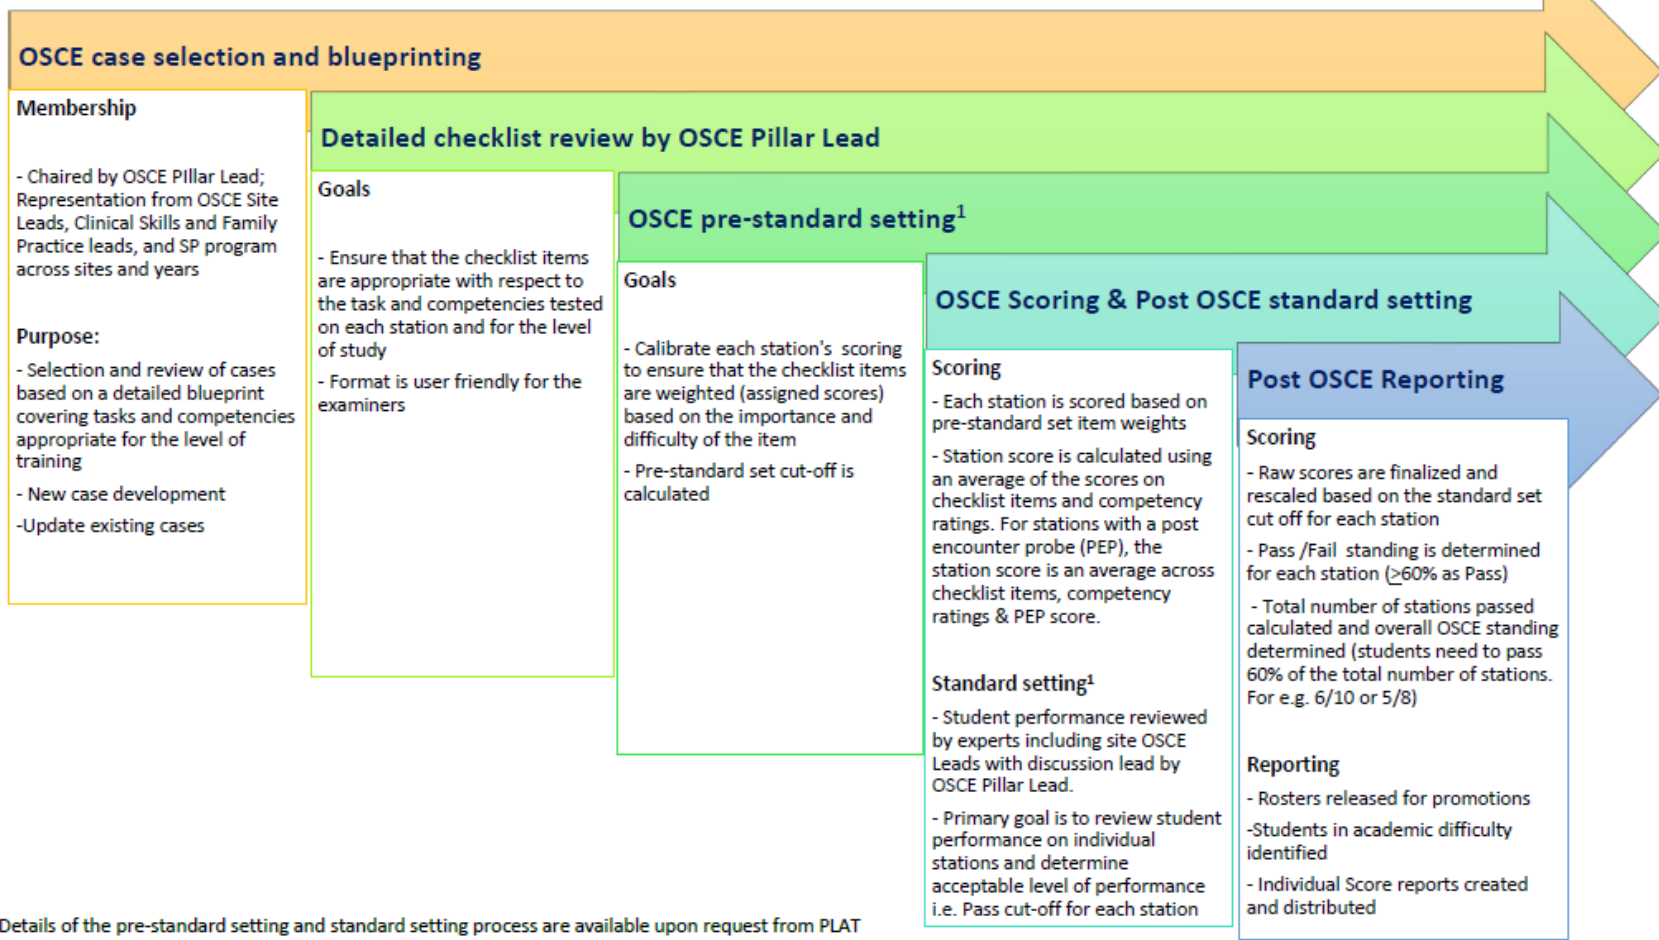 OSCE case selection and blueprinting
Membership
- Chaired by OSCE PIllar Lead;
Representation from OSCE Site
Leads, Clinical Skills and Family
Practice leads, and SP program
across sites and years
Purpose:
- Selection and review of cases
based on a detailed blueprint
covering tasks and competencies
appropriate for the level of
training
- New case development
-Update existing cases
Detailed checklist review by OSCE Pillar Lead
Goals
- Ensure that the checklist items
are appropriate with respect to
the task and competencies tested
on each station and for the level
of study
- Format is user friendly for the
examiners
OSCE pre-standard setting¹
Goals
- Calibrate each station's  scoring
to ensure that the checklist items
are weighted (assigned scores)
based on the importance and
difficulty of the item
- Pre-standard set cut-off is
calculated
OSCE Scoring & Post OSCE standard setting
Scoring
- Each station is scored based on
pre-standard set item weights
- Station score is calculated using
an average of the scores on
checklist items and competency
ratings. For stations with a post
encounter probe (PEP), the
station score is an average across
checklist items, competency
ratings & PEP score.
Standard setting¹
- Student performance reviewed
by experts including site OSCE
Leads with discussion lead by
OSCE Pillar Lead.
- Primary goal is to review student
performance on individual
stations and determine
acceptable level of performance
i.e. Pass cut-off for each station
Post OSCE Reporting
Scoring
- Raw scores are finalized and
rescaled based on the standard set
cut off for each station
- Pass /Fail  standing is determined
for each station (≥60% as Pass)
- Total number of stations passed
calculated and overall OSCE standing
determined (students need to pass
60% of the total number of stations.
For e.g. 6/10 or 5/8)
Reporting
- Rosters released for promotions
-Students in academic difficulty
identified
- Individual Score reports created
and distributed
Details of the pre-standard setting and standard setting process are available upon request from PLAT